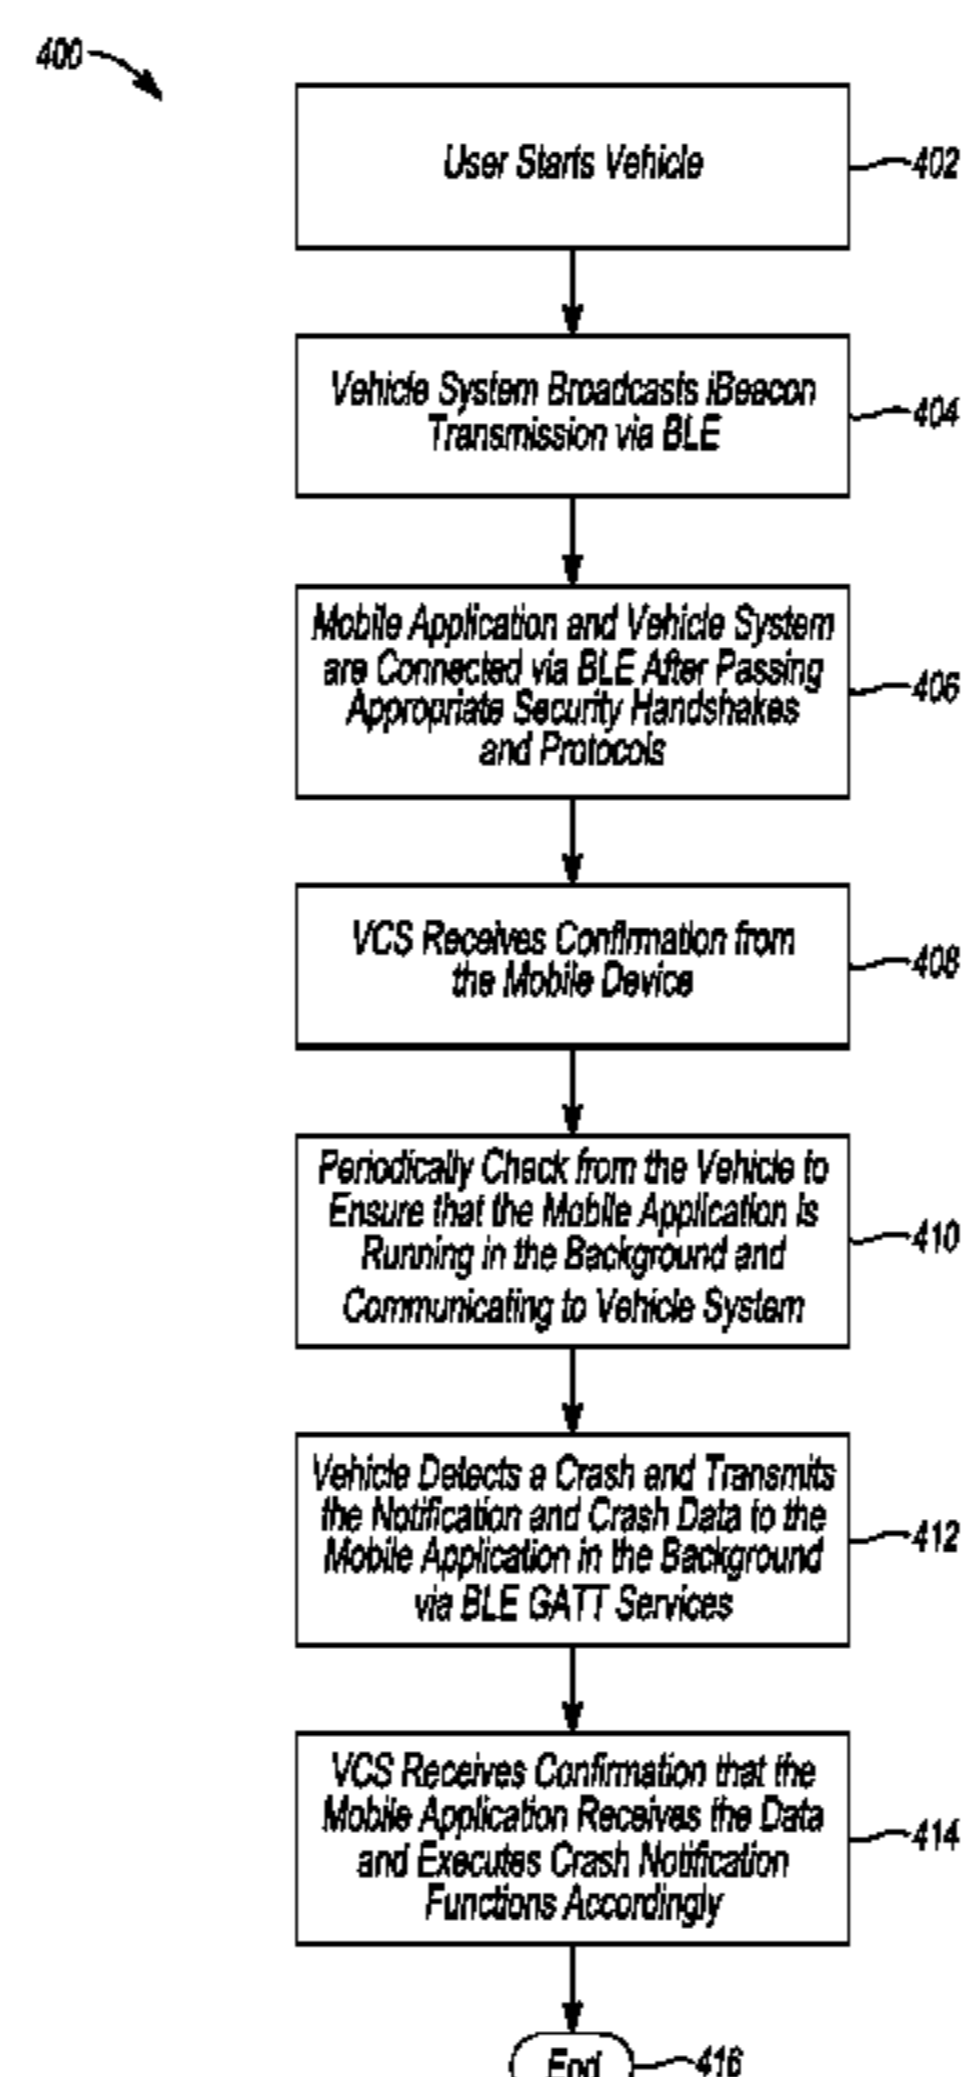 400
User Starts Vehicle
402
Vehicle System Broadcasts iBeacon
Transmission via BLE
404
Mobile Application and Vehicle System
are Connected via BLE After Passing
Appropriate Security Handshakes
and Protocols
406
VCS Receives Confirmation from
the Mobile Device
408
Periodically Check from the Vehicle to
Ensure that the Mobile Application is
Running in the Background and
Communicating to Vehicle System
410
Vehicle Detects a Crash and Transmits
the Notification and Crash Data to the
Mobile Application in the Background
via BLE GATT Services
412
VCS Receives Confirmation that the
Mobile Application Receives the Data
and Executes Crash Notification
Functions Accordingly
414
End
416